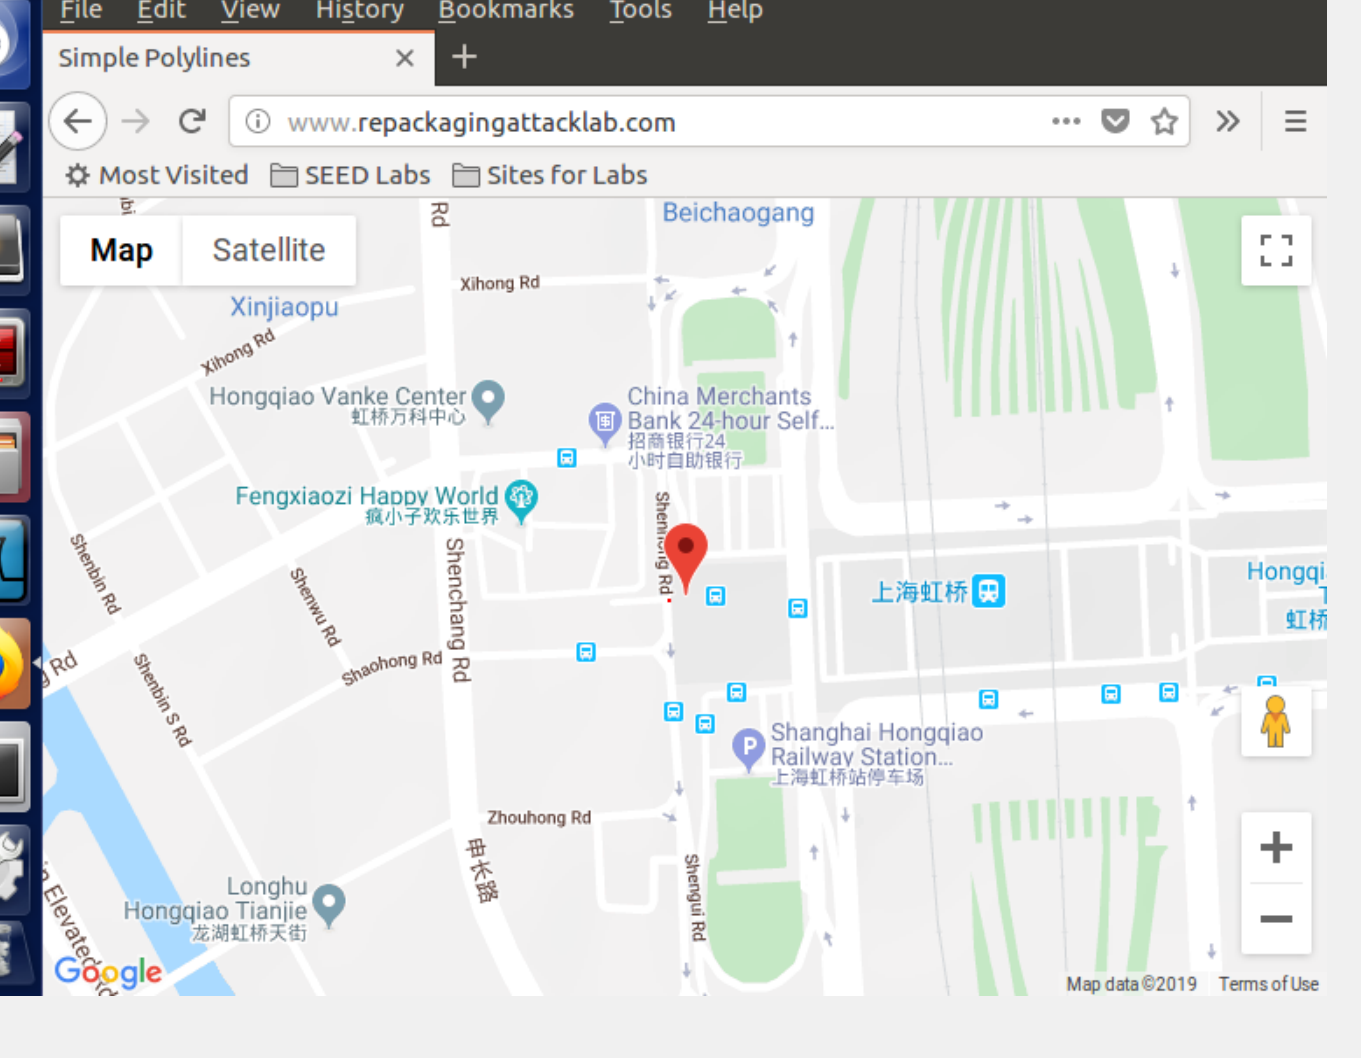 File Edit View History Bookmarks Tools Help
Simple Polylines
www.repackagingattacklab.com
Most Visited SEED Labs Sites for Labs
Map Satellite
Rd
Beichaogang
Xihong Rd
Xinjiaopu
Xihong Rd
Hongqiao Vanke Center
虹桥万科中心
China Merchants
Bank 24-hour Self...
招商银行24
小时自助银行
Fengxiaozi Happy World
疯小子欢乐世界
Shenbin Rd
Shenwu Rd
Shenchang Rd
Rd
上海虹桥
Hongqi
虹桥
Shaohong Rd
Rd
Shenbin S Rd
Shanghai Hongqiao
Railway Station...
上海虹桥站停车场
Zhouhong Rd
申长路
Shengui Rd
Longhu
Hongqiao Tianjie
龙湖虹桥天街
Elevated
Google
Map data ©2019 Terms of Use